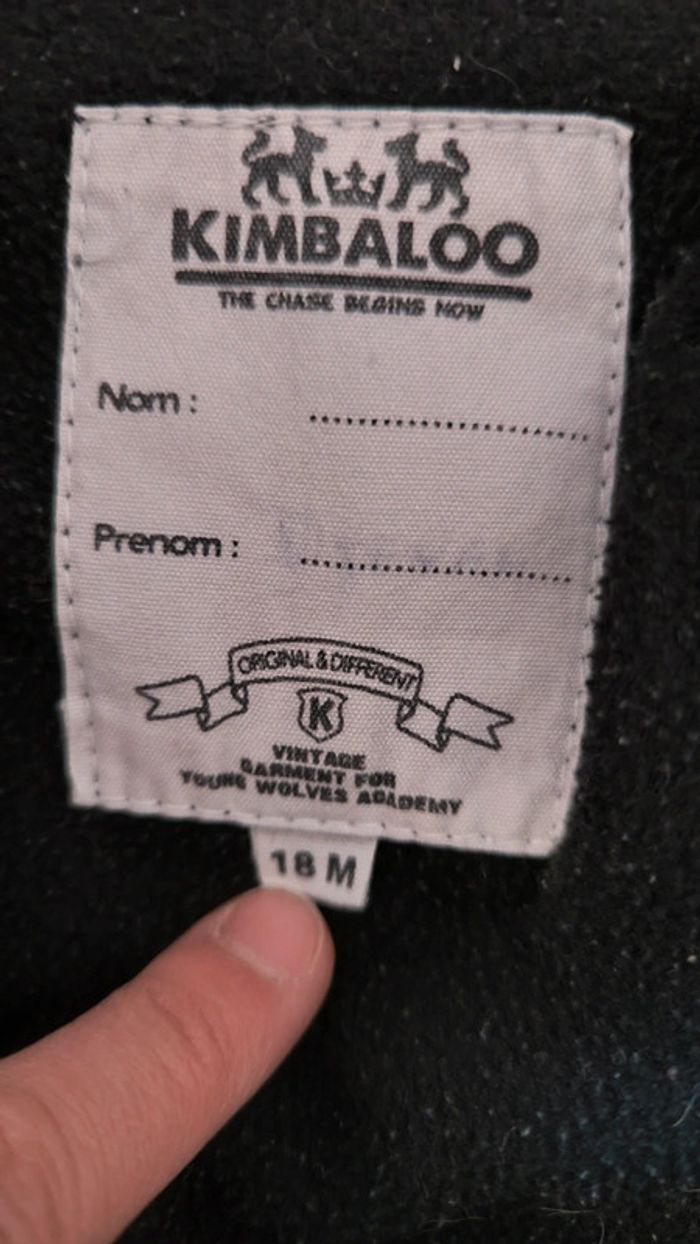 KIMBALOO
THE CHASE BEGINS NOW
Nom :
Prenom :
ORIGINAL & DIFFERENT
K
VINTAGE
GARMENT FOR
YOUNG WOLVES ACADEMY
18 M